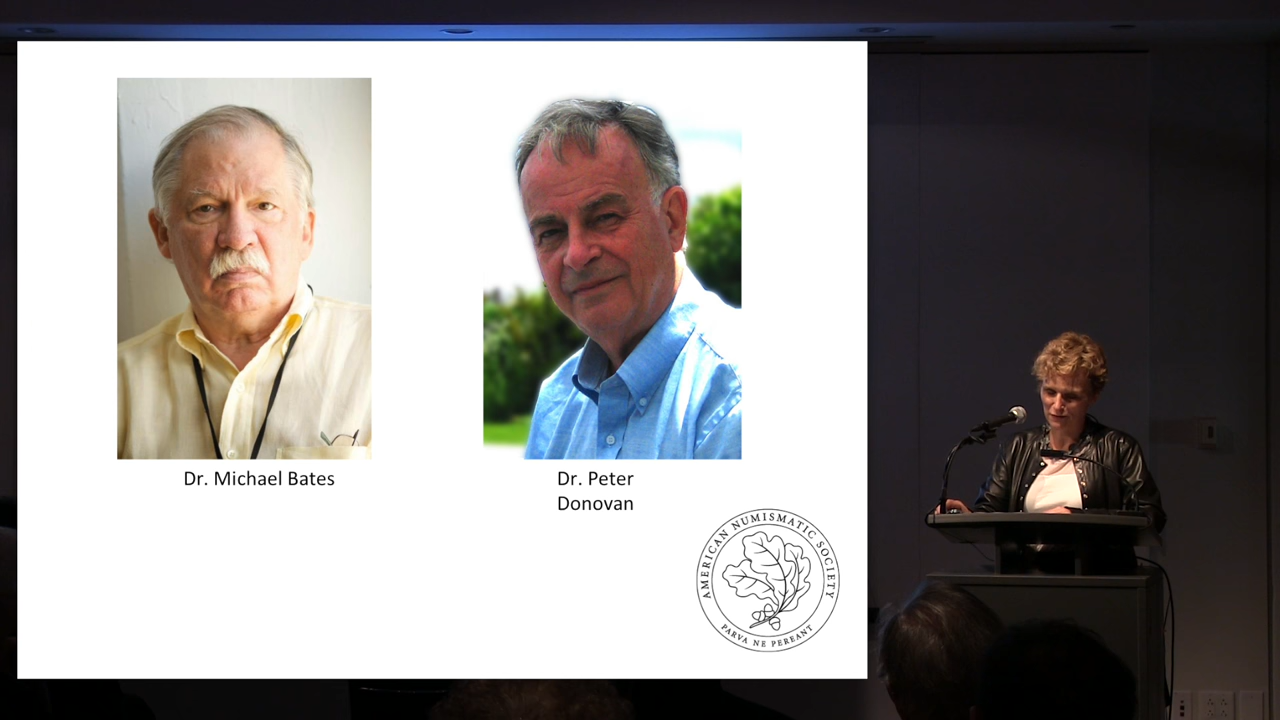 Dr. Michael Bates
Dr. Peter
Donovan
AMERICAN NUMISMATIC SOCIETY
PARVA NE PEREANT